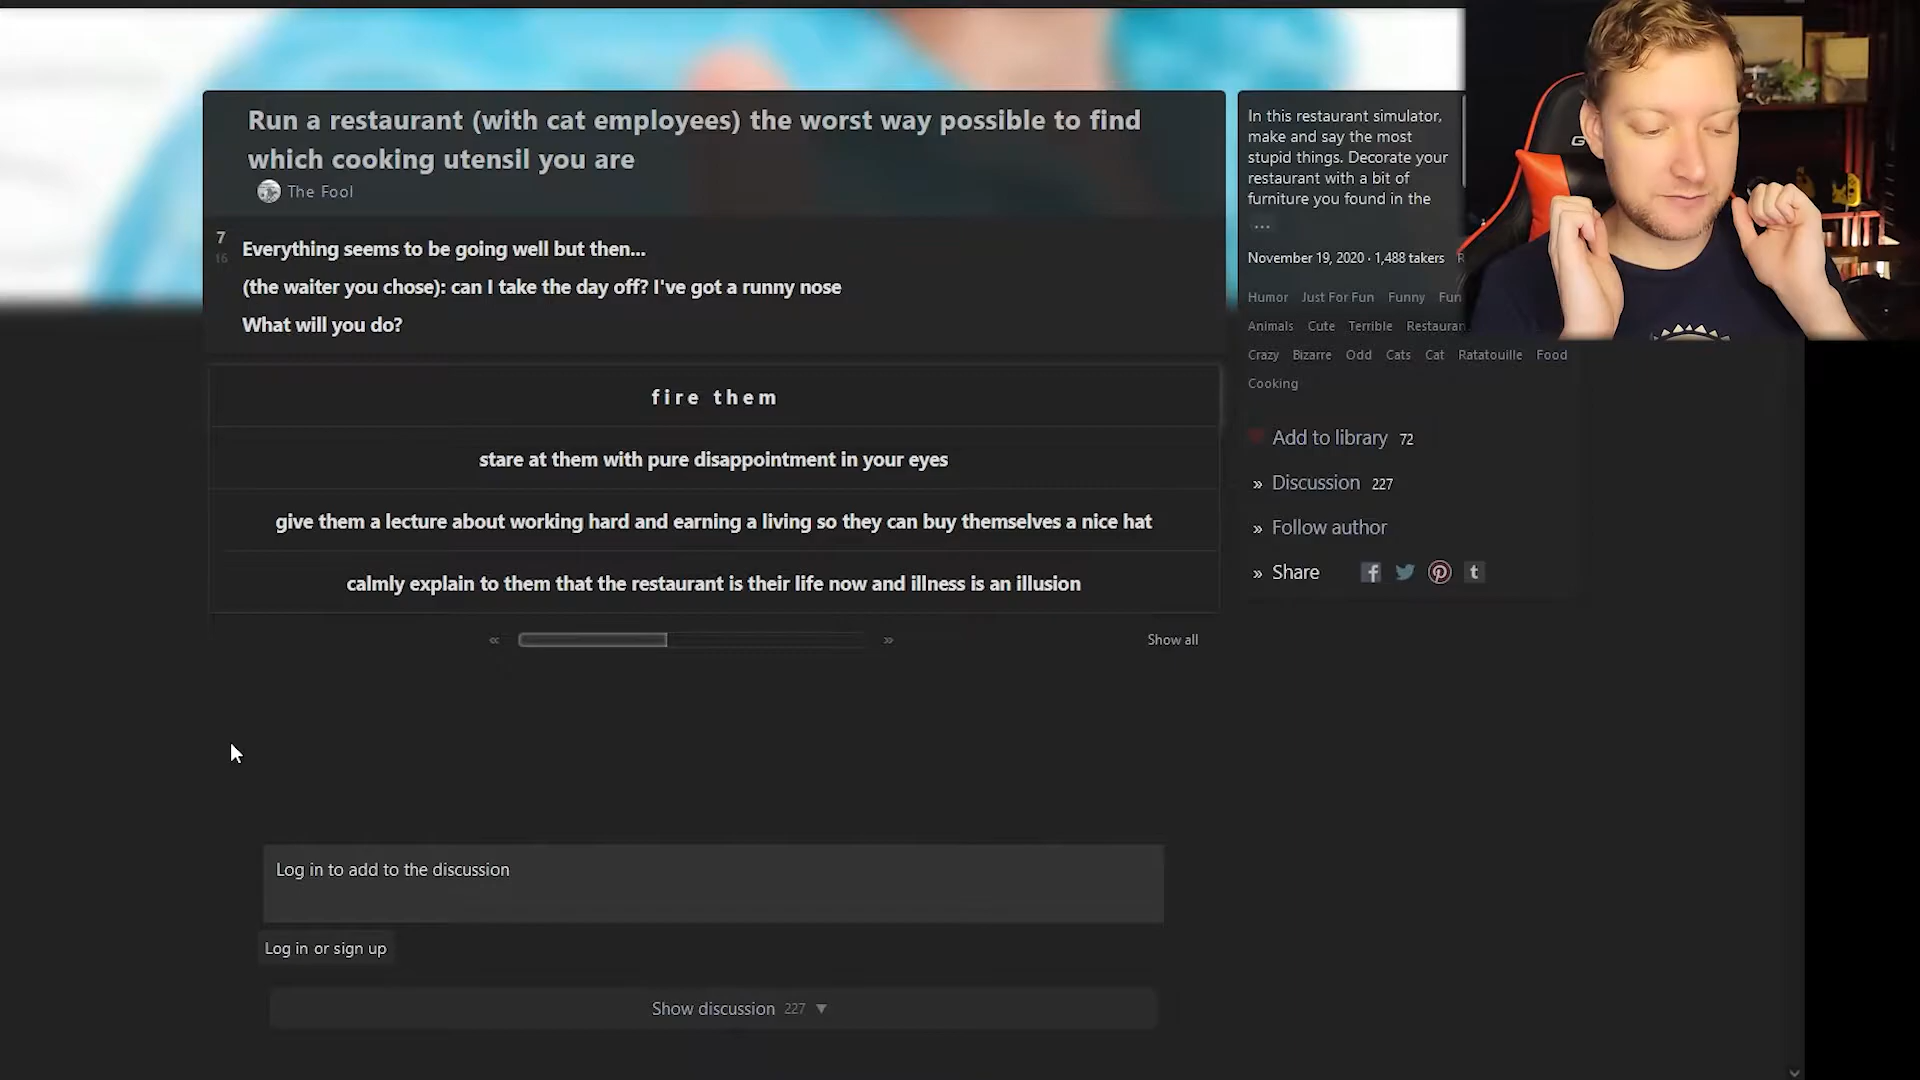 Run a restaurant (with cat employees) the worst way possible to find
which cooking utensil you are
The Fool
7
16
Everything seems to be going well but then...
(the waiter you chose): can I take the day off? I've got a runny nose
What will you do?
fire them
stare at them with pure disappointment in your eyes
give them a lecture about working hard and earning a living so they can buy themselves a nice hat
calmly explain to them that the restaurant is their life now and illness is an illusion
« » Show all
Log in to add to the discussion
Log in or sign up
Show discussion 227 ▼
In this restaurant simulator,
make and say the most
stupid things. Decorate your
restaurant with a bit of
furniture you found in the
...
November 19, 2020 · 1,488 takers
Humor Just For Fun Funny Fun
Animals Cute Terrible Restauran
Crazy Bizarre Odd Cats Cat Ratatouille Food
Cooking
Add to library 72
» Discussion 227
» Follow author
» Share f t